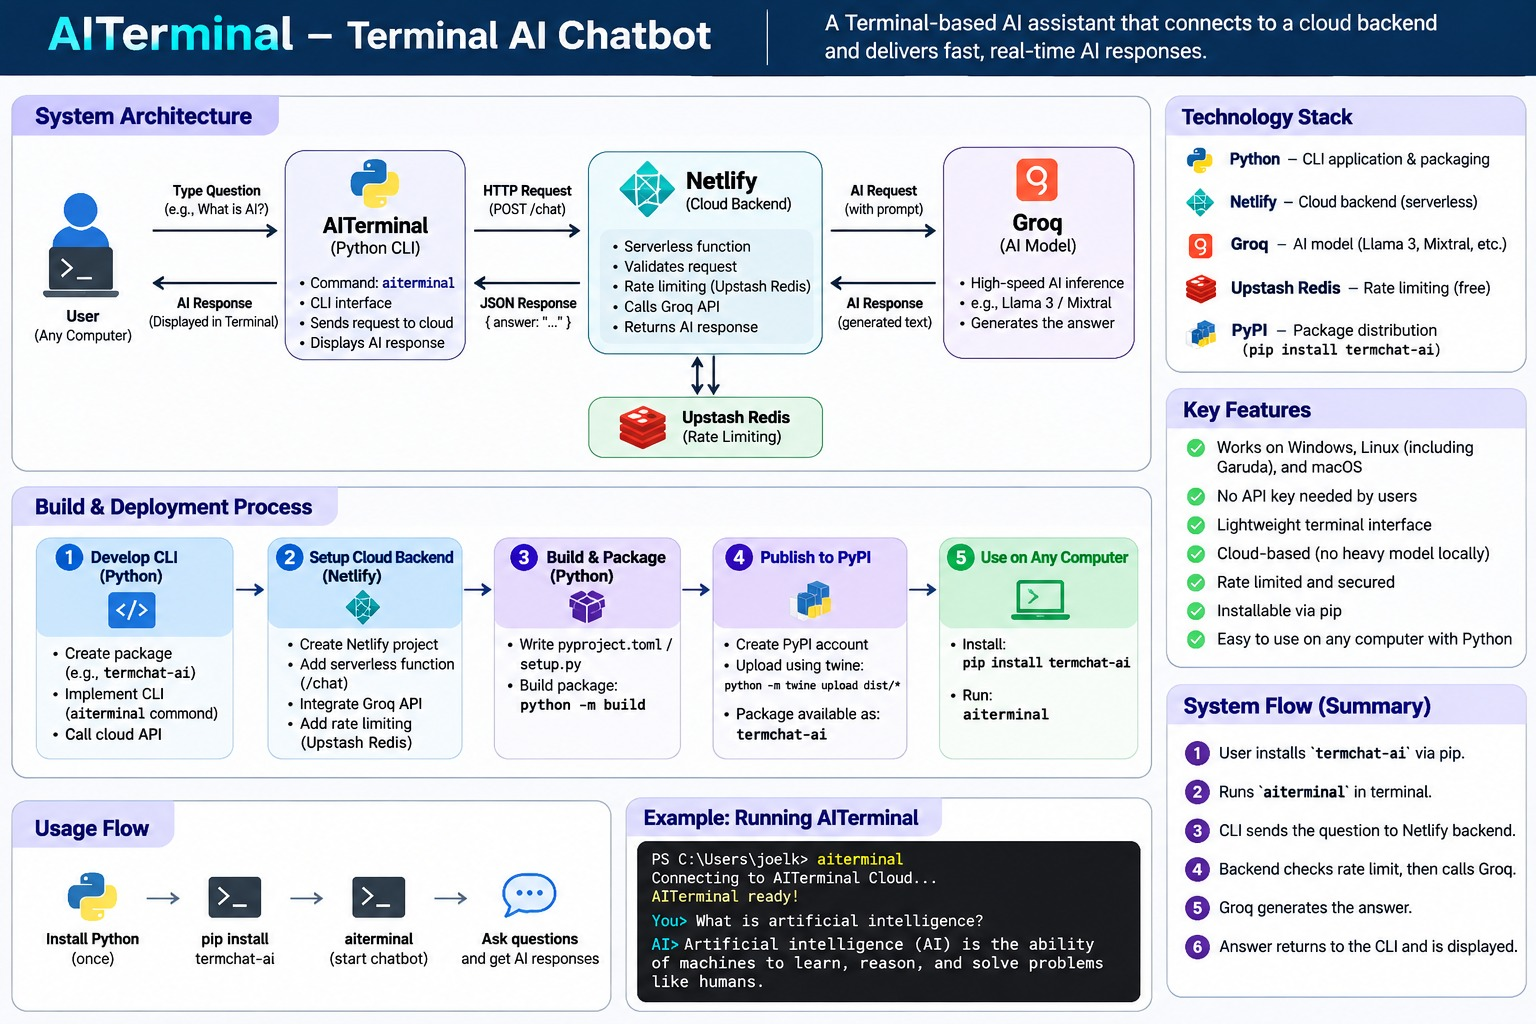 AITerminal – Terminal AI Chatbot
A Terminal-based AI assistant that connects to a cloud backend
and delivers fast, real-time AI responses.
System Architecture
User
(Any Computer)
Type Question
(e.g., What is AI?)
AI Response
(Displayed in Terminal)
AITerminal
(Python CLI)
• Command: aiterminal
• CLI interface
• Sends request to cloud
• Displays AI response
HTTP Request
(POST /chat)
JSON Response
{ answer: "..." }
Netlify
(Cloud Backend)
• Serverless function
• Validates request
• Rate limiting (Upstash Redis)
• Calls Groq API
• Returns AI response
AI Request
(with prompt)
AI Response
(generated text)
Groq
(AI Model)
• High-speed AI inference
• e.g., Llama 3 / Mixtral
• Generates the answer
Upstash Redis
(Rate Limiting)
Build & Deployment Process
1 Develop CLI
(Python)
</>
• Create package
(e.g., termchat-ai)
• Implement CLI
(aiterminal commond)
• Call cloud API
2 Setup Cloud Backend
(Netlify)
• Create Netlify project
• Add serverless function
(/chat)
• Integrate Groq API
• Add rate limiting
(Upstash Redis)
3 Build & Package
(Python)
• Write pyproject.toml /
setup.py
• Build package:
python -m build
4 Publish to PyPI
• Create PyPI account
• Upload using twine:
python -m twine upload dist/*
• Package available as:
termchat-ai
5 Use on Any Computer
• Install:
pip install termchat-ai
• Run:
aiterminal
Usage Flow
Install Python
(once)
pip install
termchat-ai
aiterminal
(start chatbot)
Ask questions
and get AI responses
Example: Running AITerminal
PS C:\Users\joelk> aiterminal
Connecting to AITerminal Cloud...
AITerminal ready!
You> What is artificial intelligence?
AI> Artificial intelligence (AI) is the ability
of machines to learn, reason, and solve problems
like humans.
Technology Stack
Python – CLI application & packaging
Netlify – Cloud backend (serverless)
Groq – AI model (Llama 3, Mixtral, etc.)
Upstash Redis – Rate limiting (free)
PyPI – Package distribution
(pip install termchat-ai)
Key Features
Works on Windows, Linux (including
Garuda), and macOS
No API key needed by users
Lightweight terminal interface
Cloud-based (no heavy model locally)
Rate limited and secured
Installable via pip
Easy to use on any computer with Python
System Flow (Summary)
1 User installs `termchat-ai` via pip.
2 Runs `aiterminal` in terminal.
3 CLI sends the question to Netlify backend.
4 Backend checks rate limit, then calls Groq.
5 Groq generates the answer.
6 Answer returns to the CLI and is displayed.